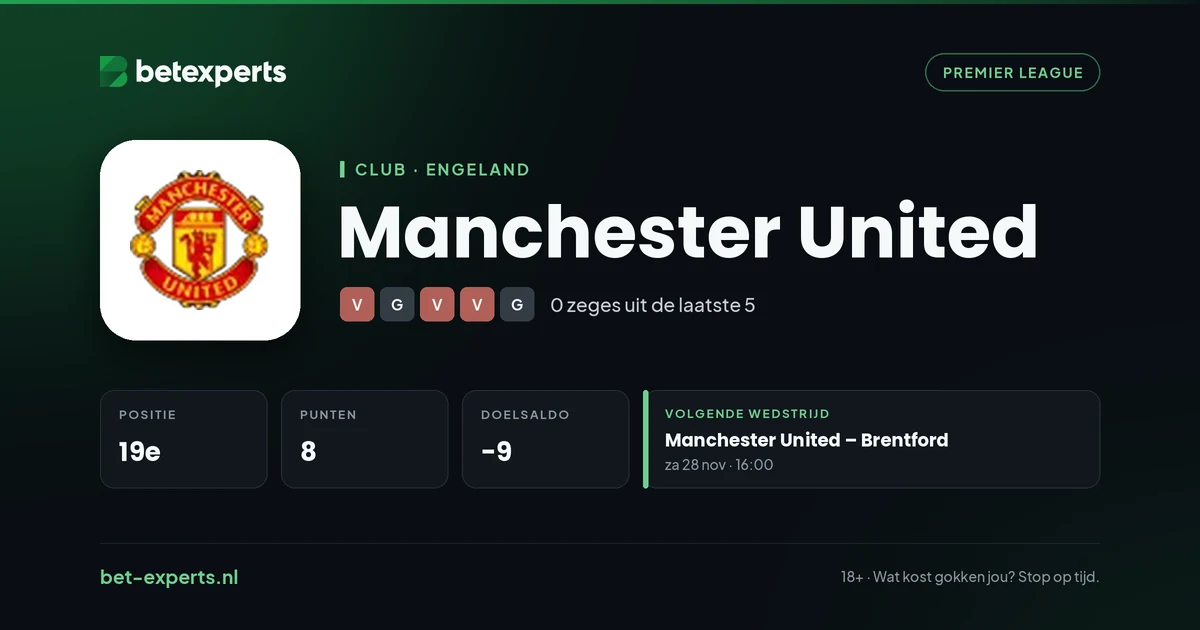 betexperts
PREMIER LEAGUE
MANCHESTER
UNITED
CLUB · ENGELAND
Manchester United
V G V V G 0 zeges uit de laatste 5
POSITIE
19e
PUNTEN
8
DOELSALDO
-9
VOLGENDE WEDSTRIJD
Manchester United – Brentford
za 28 nov · 16:00
bet-experts.nl
18+ · Wat kost gokken jou? Stop op tijd.